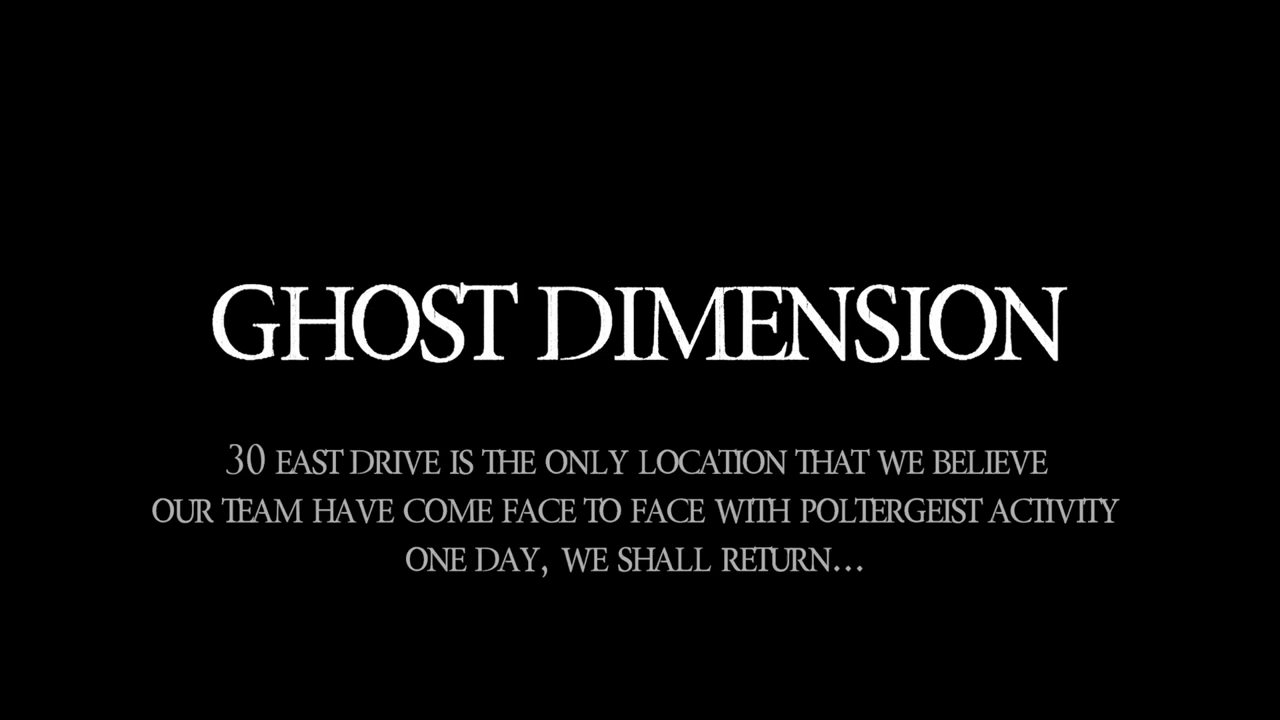 GHOST DIMENSION
30 EAST DRIVE IS THE ONLY LOCATION THAT WE BELIEVE
OUR TEAM HAVE COME FACE TO FACE WITH POLTERGEIST ACTIVITY
ONE DAY, WE SHALL RETURN...